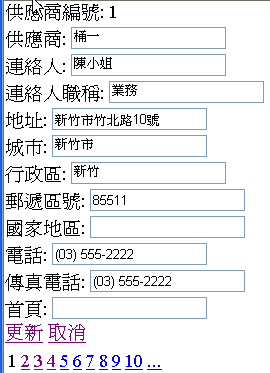 供應商編號: 1
供應商: 桶一
連絡人: 陳小姐
連絡人職稱: 業務
地址: 新竹市竹北路10號
城市: 新竹市
行政區: 新竹
郵遞區號: 85511
國家地區:
電話: (03) 555-2222
傳真電話: (03) 555-2222
首頁:
更新 取消
1 2 3 4 5 6 7 8 9 10 ...